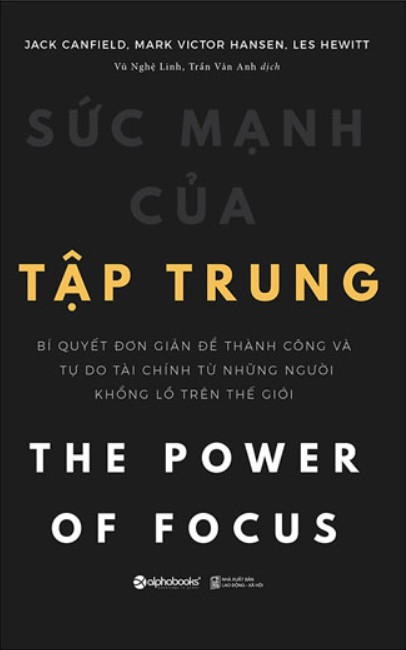 JACK CANFIELD, MARK VICTOR HANSEN, LES HEWITT
Vũ Nghệ Linh, Trần Vân Anh dịch
SỨC MẠNH
CỦA
TẬP TRUNG
BÍ QUYẾT ĐƠN GIẢN ĐỂ THÀNH CÔNG VÀ
TỰ DO TÀI CHÍNH TỪ NHỮNG NGƯỜI
KHỔNG LỒ TRÊN THẾ GIỚI
THE POWER
OF FOCUS
alphabooks
NHÀ XUẤT BẢN
LAO ĐỘNG - XÃ HỘI